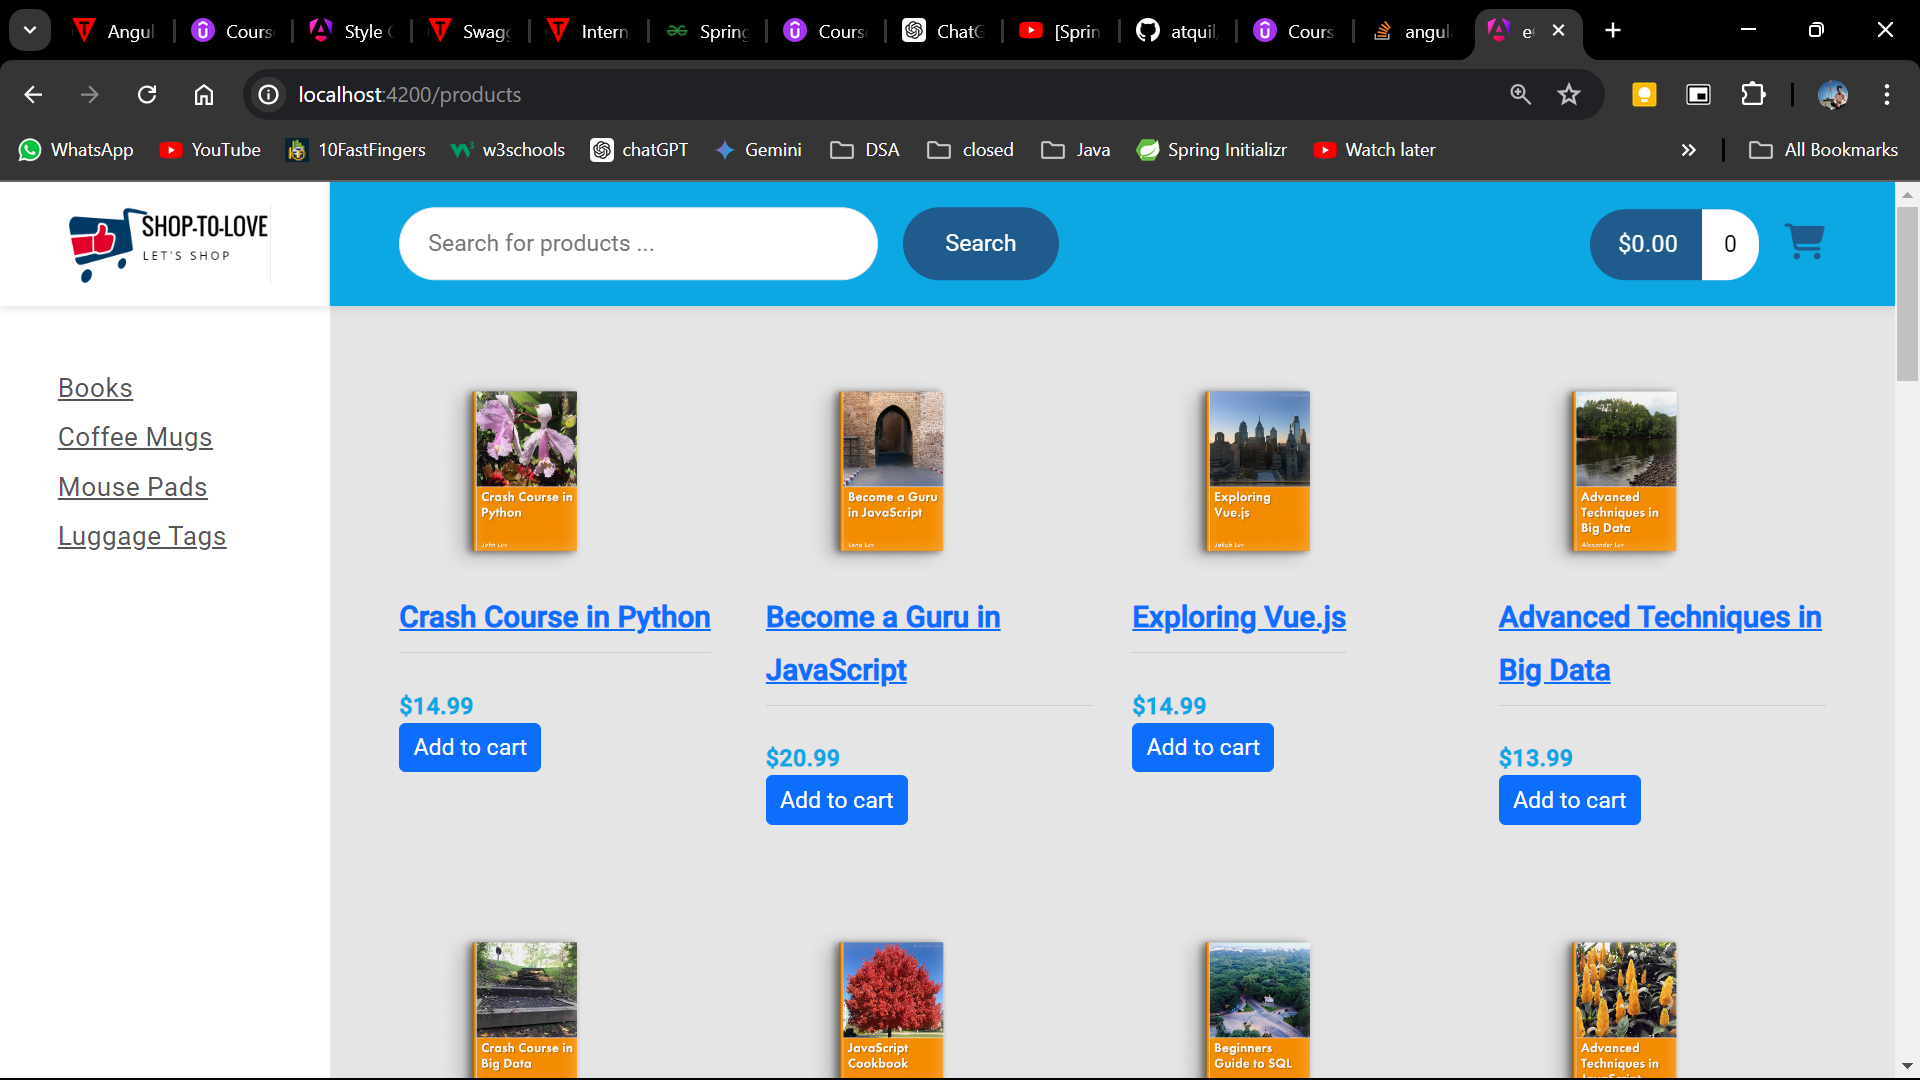 Angul
Cours
Style
Swagg
Intern
Spring
Cours
ChatG
[Sprin
atquil
Cours
angul
localhost:4200/products
WhatsApp
YouTube
10FastFingers
w3schools
chatGPT
Gemini
DSA
closed
Java
Spring Initializr
Watch later
All Bookmarks
SHOP-TO-LOVE
LET'S SHOP
Search for products ...
Search
$0.00
0
Books
Coffee Mugs
Mouse Pads
Luggage Tags
Crash Course in
Python
John Luv
Become a Guru
in JavaScript
Lena Luv
Exploring
Vue.js
Jakub Luv
Advanced
Techniques in
Big Data
Alexander Luv
Crash Course in Python
$14.99
Add to cart
Become a Guru in
JavaScript
$20.99
Add to cart
Exploring Vue.js
$14.99
Add to cart
Advanced Techniques in
Big Data
$13.99
Add to cart
Crash Course in
Big Data
JavaScript
Cookbook
Beginners
Guide to SQL
Advanced
Techniques in
JavaScript